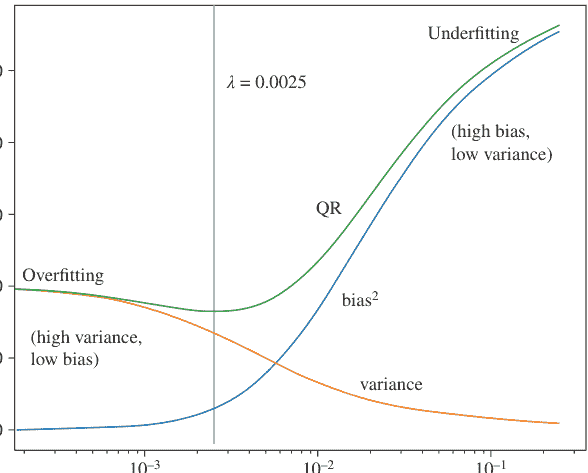 Underfitting
λ = 0.0025
(high bias,
low variance)
QR
Overfitting
bias²
(high variance,
low bias)
variance
10⁻³ 10⁻² 10⁻¹